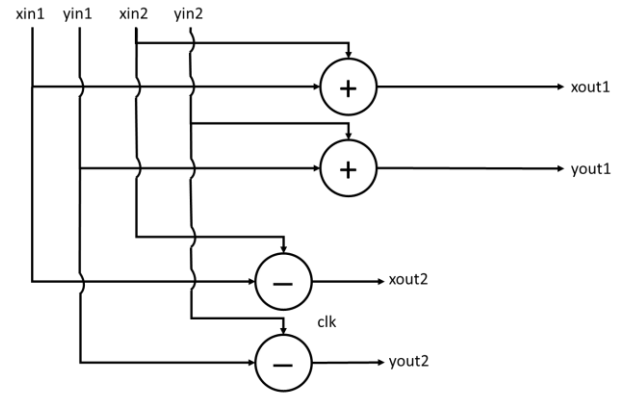 xin1 yin1 xin2 yin2
+
xout1
+
yout1
−
xout2
clk
−
yout2